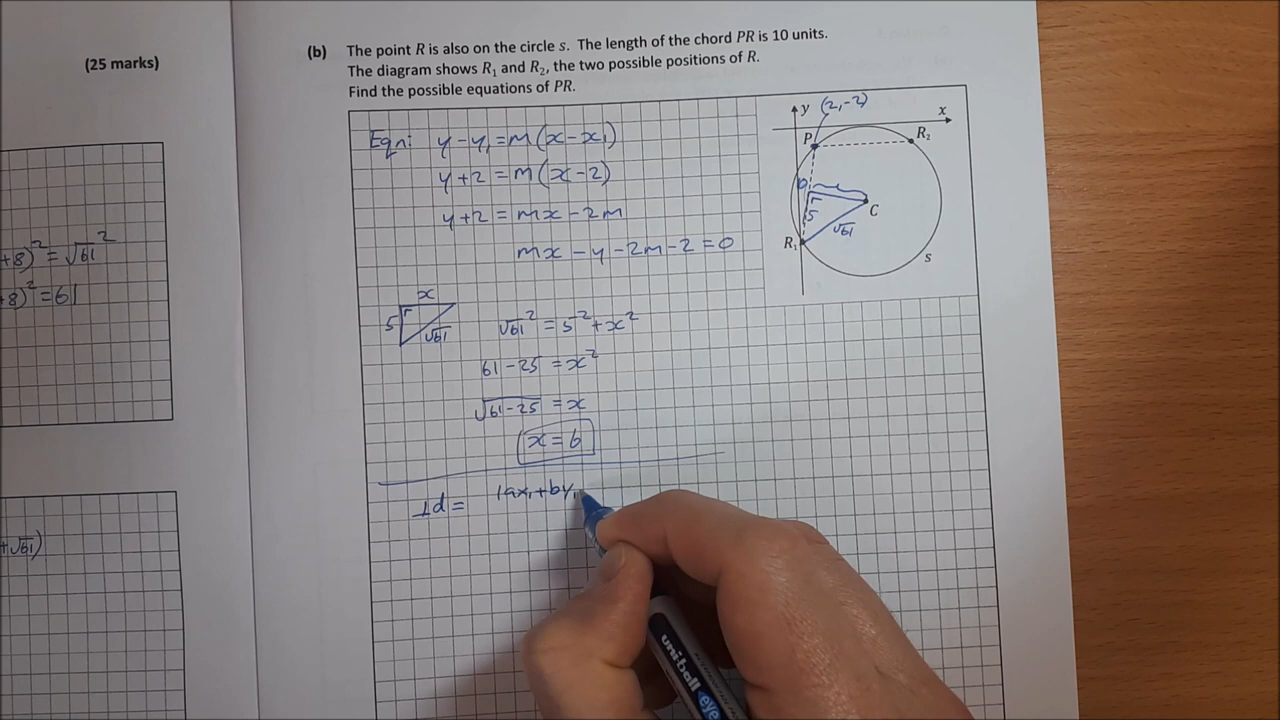 (25 marks)
+8)² = √61²
+8)² = 61
+√61)
(b) The point R is also on the circle s. The length of the chord PR is 10 units.
The diagram shows R₁ and R₂, the two possible positions of R.
Find the possible equations of PR.
Eqn: y - y₁ = m(x - x₁)
y + 2 = m(x - 2)
y + 2 = mx - 2m
mx - y - 2m - 2 = 0
x
5
√61
√61² = 5² + x²
61 - 25 = x²
√61-25 = x
x = 6
⊥d = |ax₁ + by₁
y
(2, -2)
x
P
R₂
5
C
√61
R₁
s
uni-ball eye